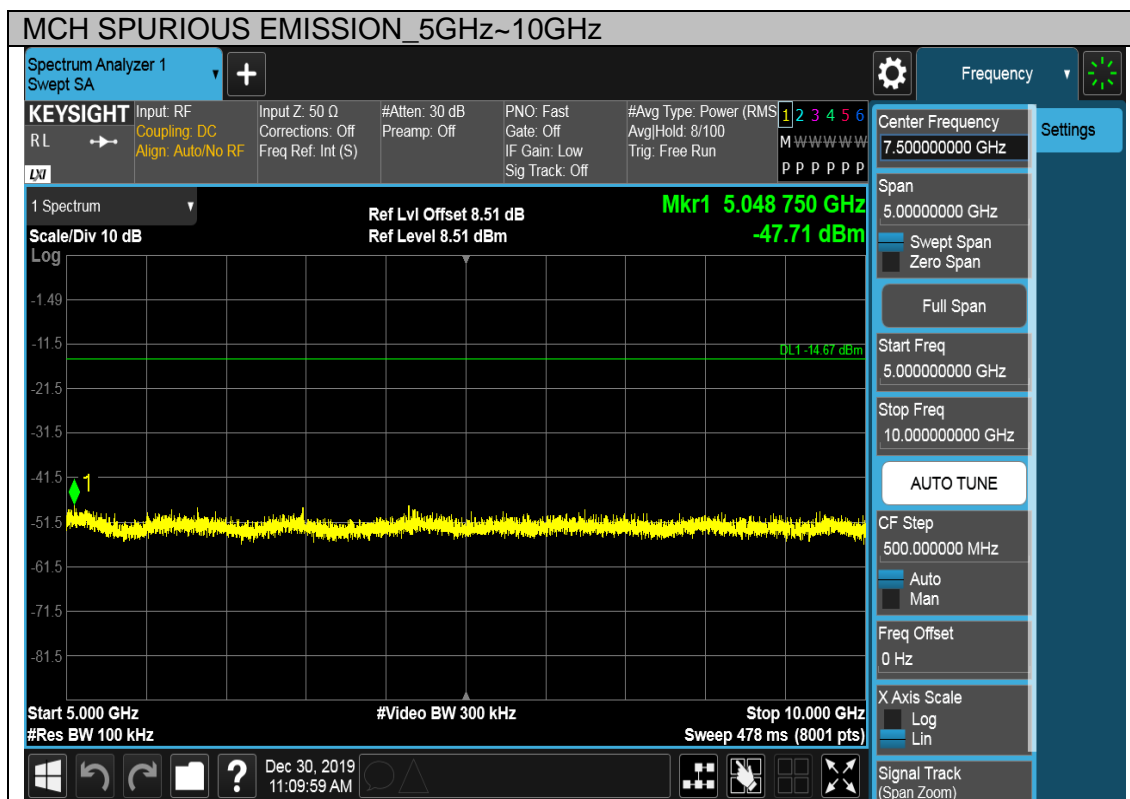 MCH SPURIOUS EMISSION_5GHz~10GHz
Spectrum Analyzer 1
Swept SA
Frequency
KEYSIGHT
RL
LXI
Input: RF
Coupling: DC
Align: Auto/No RF
Input Z: 50 Ω
Corrections: Off
Freq Ref: Int (S)
#Atten: 30 dB
Preamp: Off
PNO: Fast
Gate: Off
IF Gain: Low
Sig Track: Off
#Avg Type: Power (RMS
Avg|Hold: 8/100
Trig: Free Run
1 2 3 4 5 6
M W W W W W
P P P P P P
1 Spectrum
Scale/Div 10 dB
Log
Ref Lvl Offset 8.51 dB
Ref Level 8.51 dBm
Mkr1 5.048 750 GHz
-47.71 dBm
-1.49
-11.5
-21.5
-31.5
-41.5
-51.5
-61.5
-71.5
-81.5
DL1 -14.67 dBm
1
Start 5.000 GHz
#Res BW 100 kHz
#Video BW 300 kHz
Stop 10.000 GHz
Sweep 478 ms (8001 pts)
Center Frequency
7.500000000 GHz
Settings
Span
5.00000000 GHz
Swept Span
Zero Span
Full Span
Start Freq
5.000000000 GHz
Stop Freq
10.000000000 GHz
AUTO TUNE
CF Step
500.000000 MHz
Auto
Man
Freq Offset
0 Hz
X Axis Scale
Log
Lin
Signal Track
(Span Zoom)
?
Dec 30, 2019
11:09:59 AM